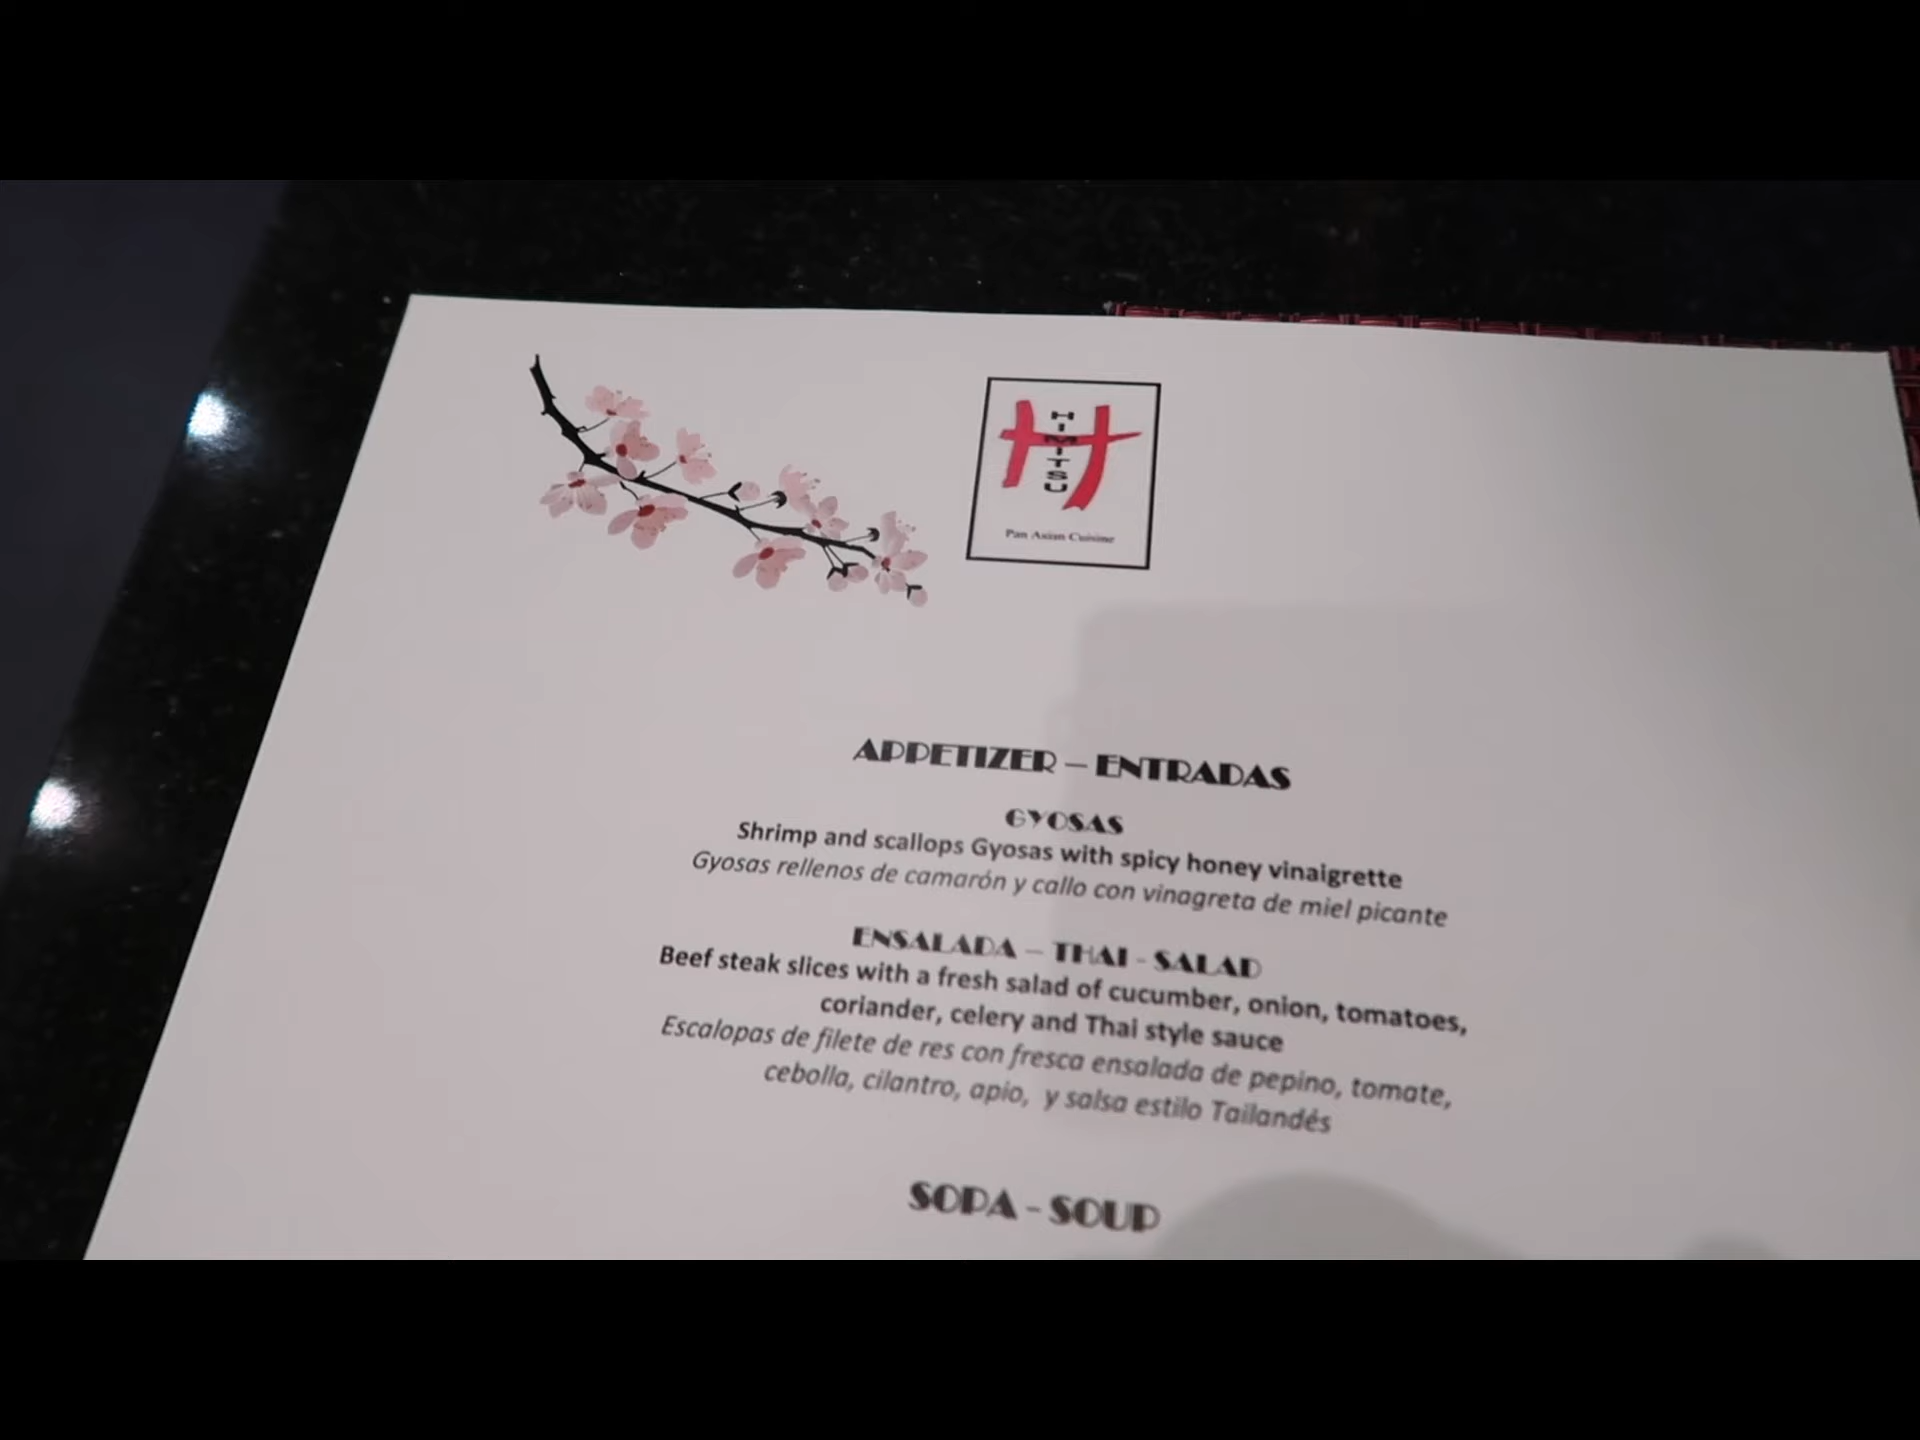 HIMITSU
Pan Asian Cuisine
APPETIZER – ENTRADAS
GYOSAS
Shrimp and scallops Gyosas with spicy honey vinaigrette
Gyosas rellenos de camarón y callo con vinagreta de miel picante
ENSALADA – THAI - SALAD
Beef steak slices with a fresh salad of cucumber, onion, tomatoes,
coriander, celery and Thai style sauce
Escalopas de filete de res con fresca ensalada de pepino, tomate,
cebolla, cilantro, apio, y salsa estilo Tailandés
SOPA - SOUP